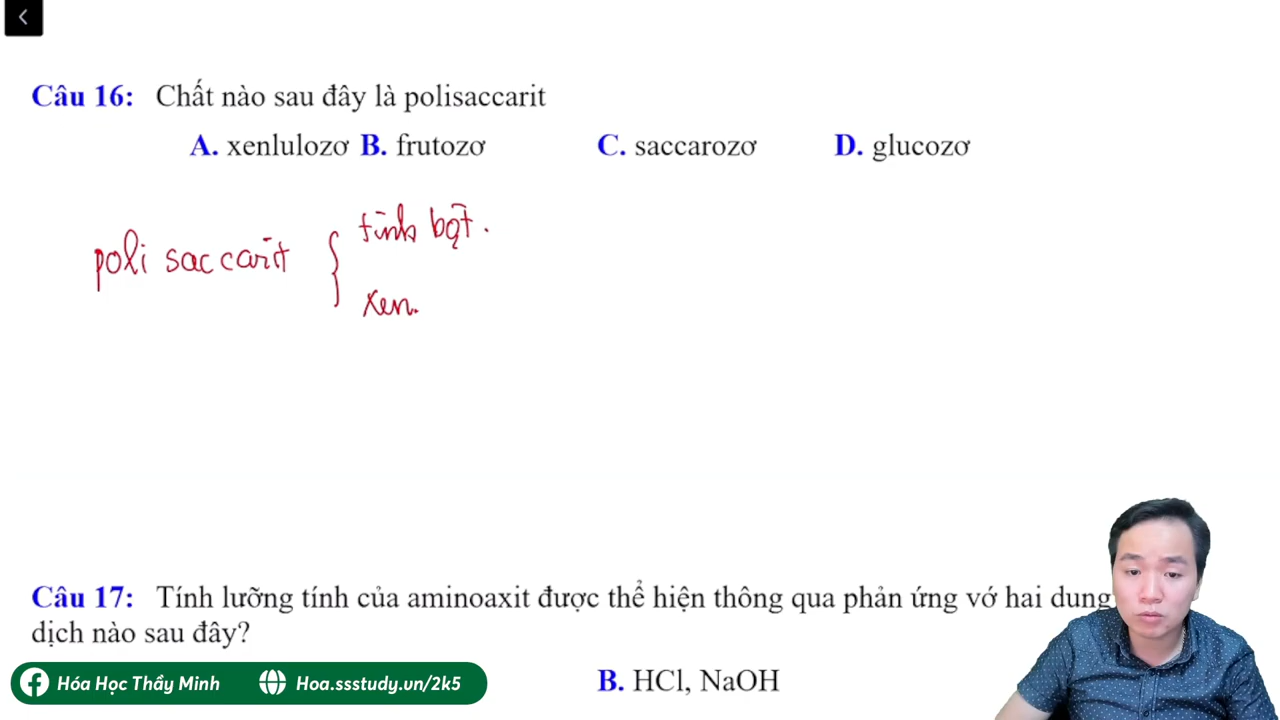 Câu 16: Chất nào sau đây là polisaccarit
A. xenlulozơ B. frutozơ C. saccarozơ D. glucozơ
poli saccarit { tinh bột.
xen.
Câu 17: Tính lưỡng tính của aminoaxit được thể hiện thông qua phản ứng vớ hai dung
dịch nào sau đây?
B. HCl, NaOH
Hóa Học Thầy Minh Hoa.ssstudy.vn/2k5